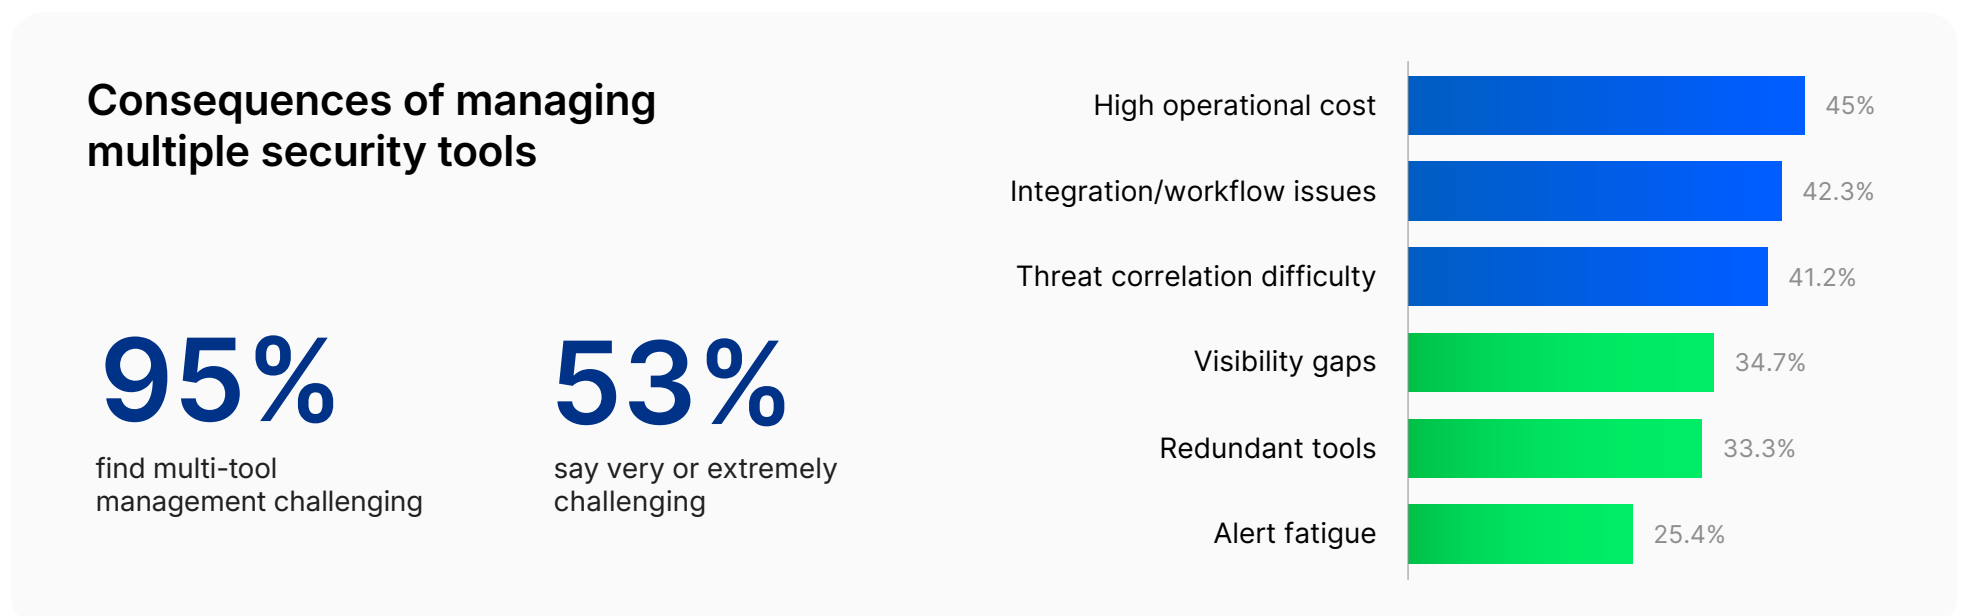 Consequences of managing
multiple security tools
95%
find multi-tool
management challenging
53%
say very or extremely
challenging
High operational cost 45%
Integration/workflow issues 42.3%
Threat correlation difficulty 41.2%
Visibility gaps 34.7%
Redundant tools 33.3%
Alert fatigue 25.4%